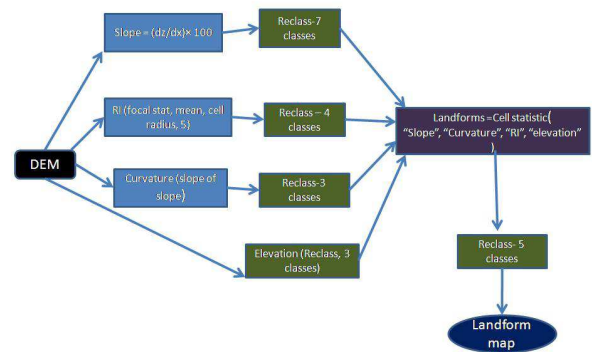 Slope = (dz/dx)× 100
Reclass-7
classes
RI (focal stat, mean, cell
radius, 5)
Reclass – 4
classes
Landforms =Cell statistic(
"Slope", "Curvature", "RI", "elevation"
)
DEM
Curvature (slope of
slope)
Reclass-3
classes
Elevation (Reclass, 3
classes)
Reclass- 5
classes
Landform
map